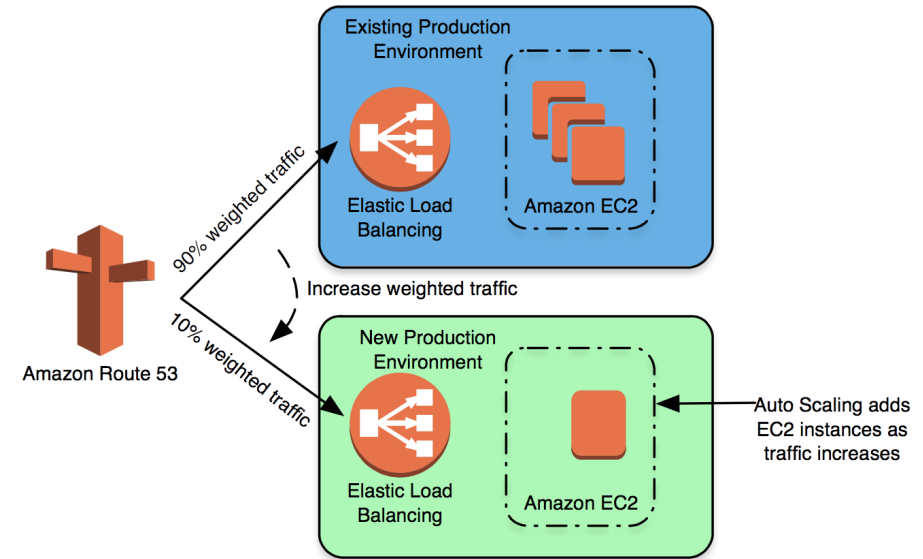 Existing Production
Environment
Elastic Load
Balancing
Amazon EC2
90% weighted traffic
Increase weighted traffic
10% weighted traffic
Amazon Route 53
New Production
Environment
Elastic Load
Balancing
Amazon EC2
Auto Scaling adds
EC2 instances as
traffic increases